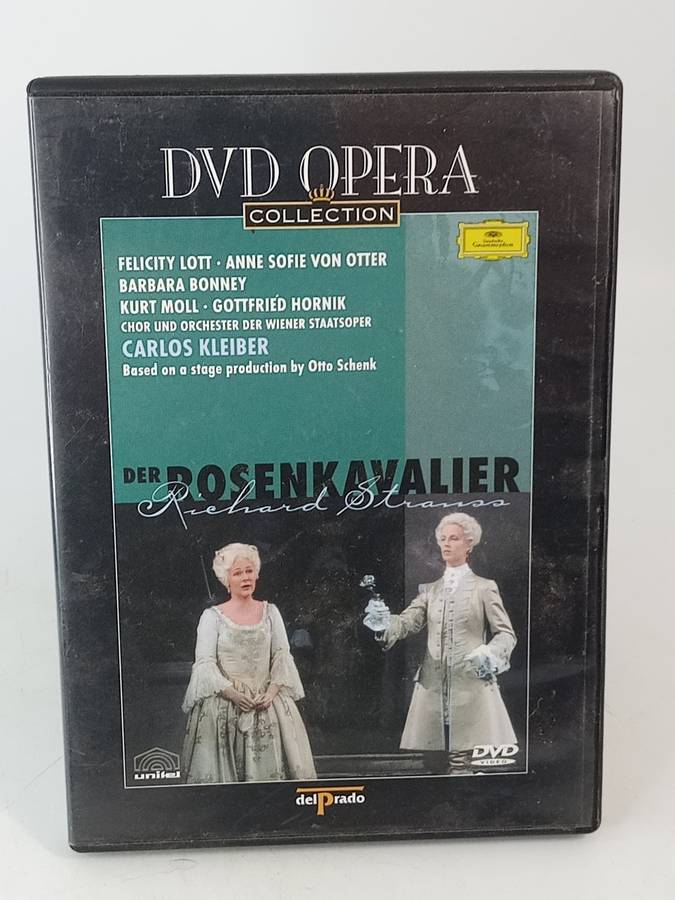 DVD OPERA
COLLECTION
Deutsche
Grammophon
FELICITY LOTT · ANNE SOFIE VON OTTER
BARBARA BONNEY
KURT MOLL · GOTTFRIED HORNIK
CHOR UND ORCHESTER DER WIENER STAATSOPER
CARLOS KLEIBER
Based on a stage production by Otto Schenk
DER ROSENKAVALIER
Richard Strauss
unitel
DVD
VIDEO
delPrado